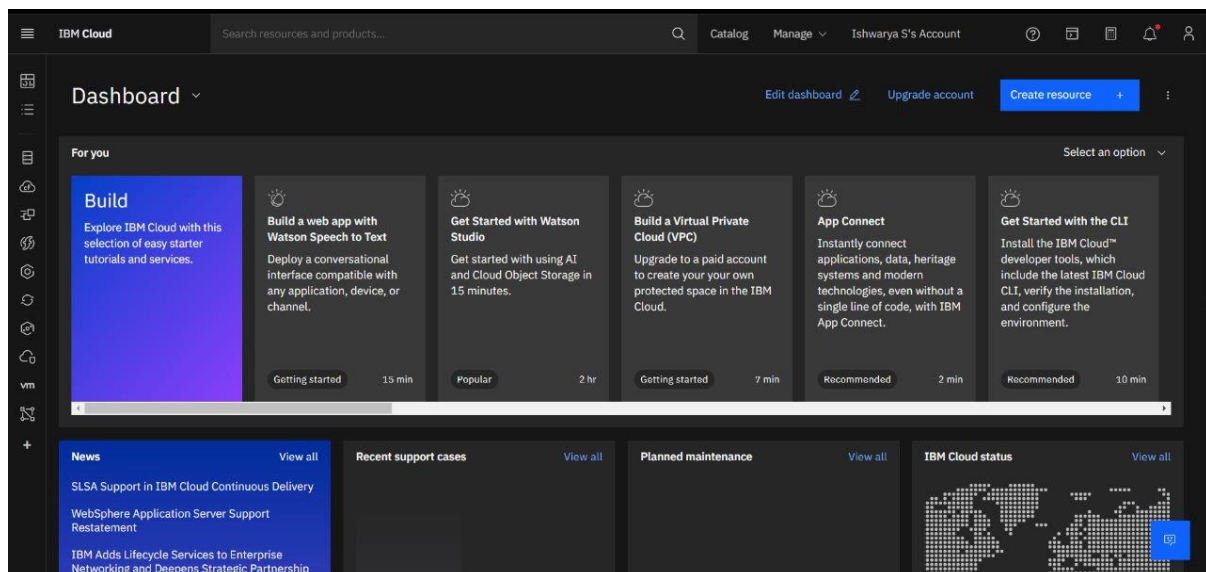 IBM Cloud
Search resources and products...
Catalog
Manage
Ishwarya S's Account
Dashboard
Edit dashboard
Upgrade account
Create resource +
For you
Select an option
Build
Explore IBM Cloud with this
selection of easy starter
tutorials and services.
Build a web app with
Watson Speech to Text
Deploy a conversational
interface compatible with
any application, device, or
channel.
Getting started
15 min
Get Started with Watson
Studio
Get started with using AI
and Cloud Object Storage in
15 minutes.
Popular
2 hr
Build a Virtual Private
Cloud (VPC)
Upgrade to a paid account
to create your your own
protected space in the IBM
Cloud.
Getting started
7 min
App Connect
Instantly connect
applications, data, heritage
systems and modern
technologies, even without a
single line of code, with IBM
App Connect.
Recommended
2 min
Get Started with the CLI
Install the IBM Cloud™
developer tools, which
include the latest IBM Cloud
CLI, verify the installation,
and configure the
environment.
Recommended
10 min
vm
+
News
View all
SLSA Support in IBM Cloud Continuous Delivery
WebSphere Application Server Support
Restatement
IBM Adds Lifecycle Services to Enterprise
Networking and Deepens Strategic Partnership
Recent support cases
View all
Planned maintenance
View all
IBM Cloud status
View all